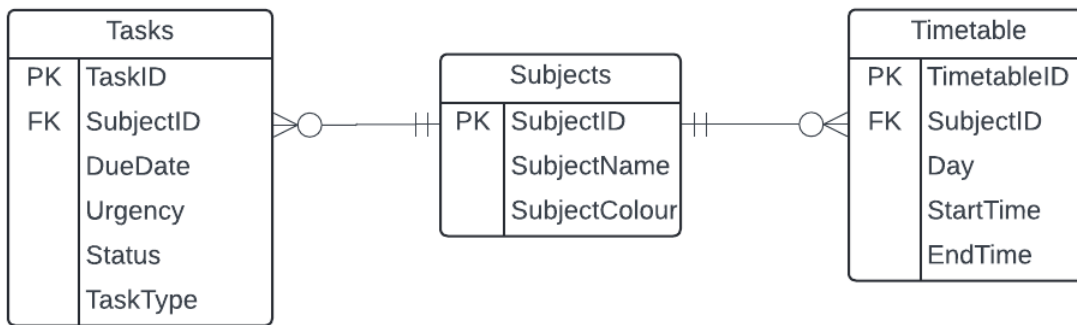 Tasks
PK TaskID
FK SubjectID
DueDate
Urgency
Status
TaskType
Subjects
PK SubjectID
SubjectName
SubjectColour
Timetable
PK TimetableID
FK SubjectID
Day
StartTime
EndTime